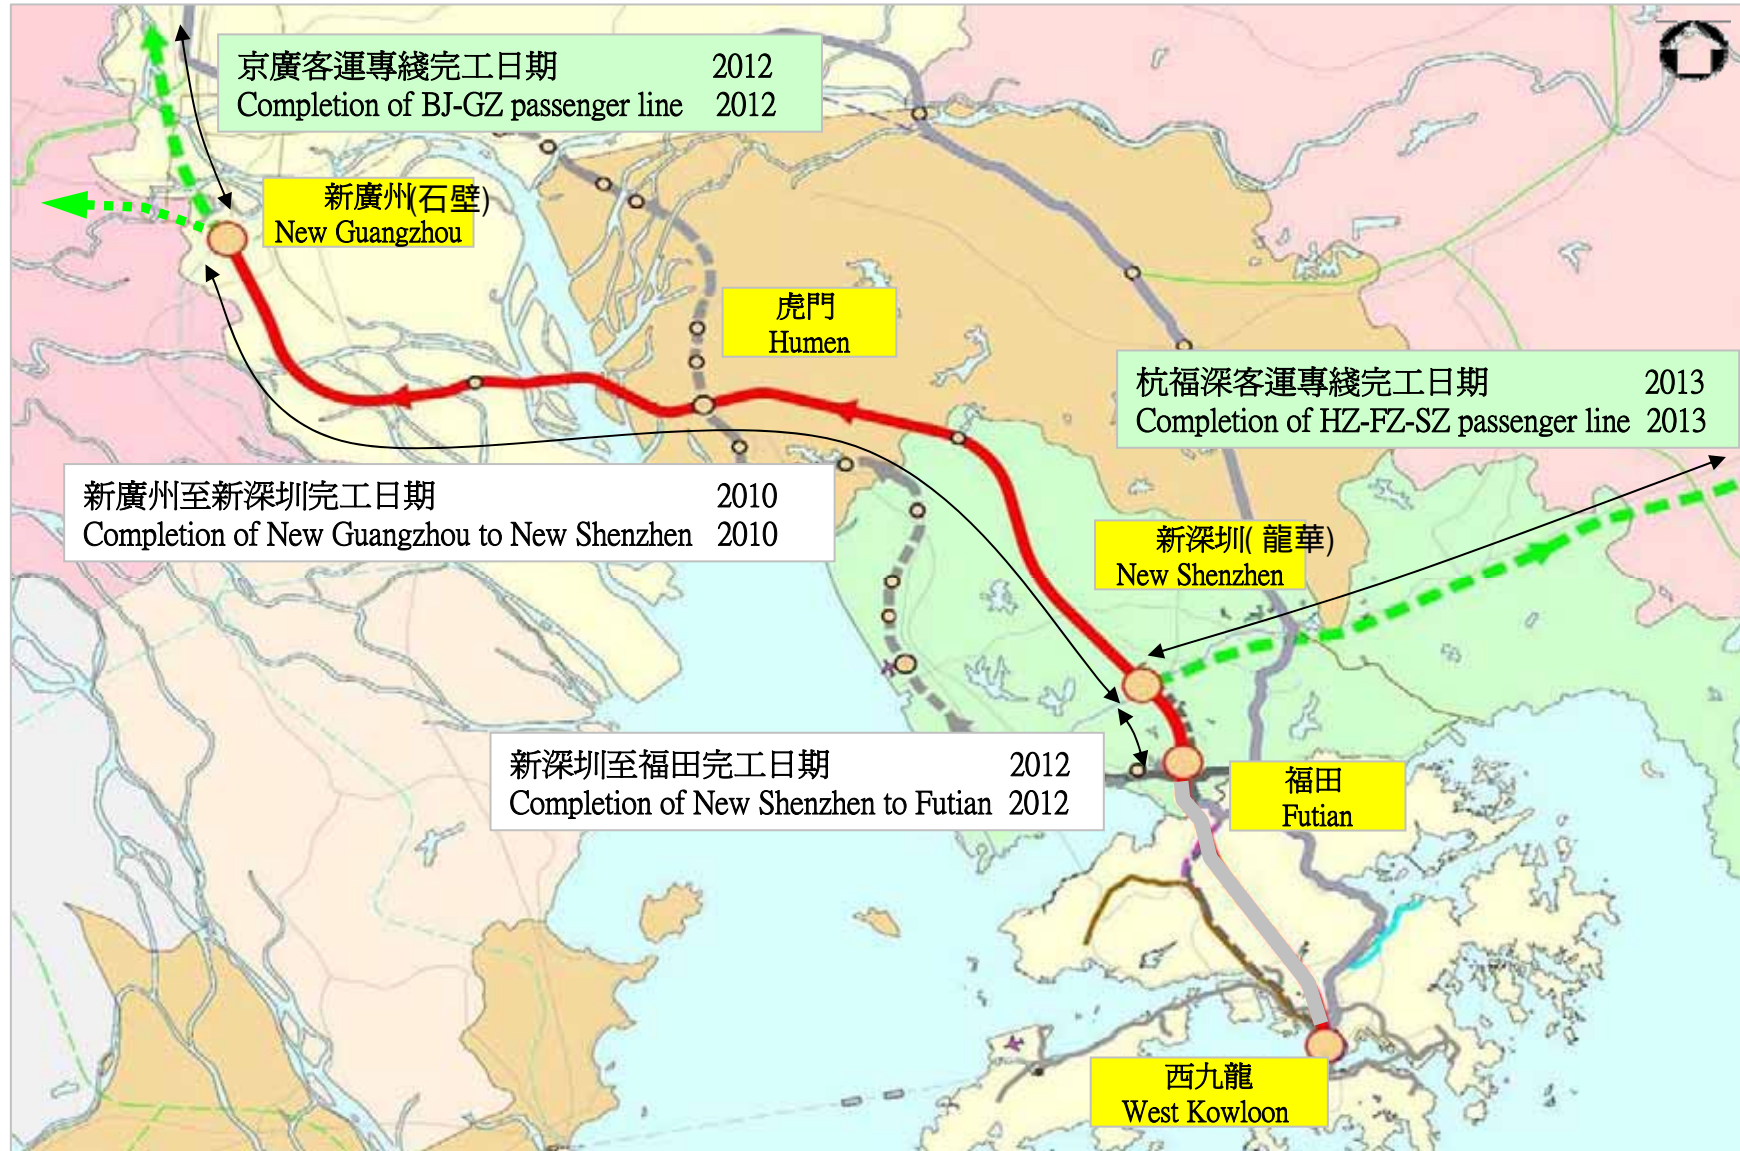 京廣客運專綫完工日期 2012
Completion of BJ-GZ passenger line 2012
新廣州(石壁)
New Guangzhou
虎門
Humen
杭福深客運專綫完工日期 2013
Completion of HZ-FZ-SZ passenger line 2013
新廣州至新深圳完工日期 2010
Completion of New Guangzhou to New Shenzhen 2010
新深圳( 龍華)
New Shenzhen
新深圳至福田完工日期 2012
Completion of New Shenzhen to Futian 2012
福田
Futian
西九龍
West Kowloon